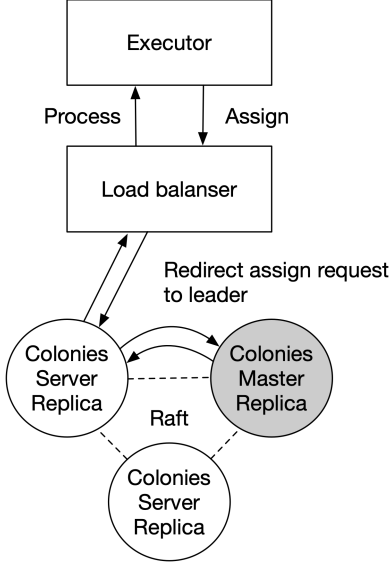 Executor
Process
Assign
Load balanser
Redirect assign request
to leader
Colonies
Server
Replica
Colonies
Master
Replica
Raft
Colonies
Server
Replica